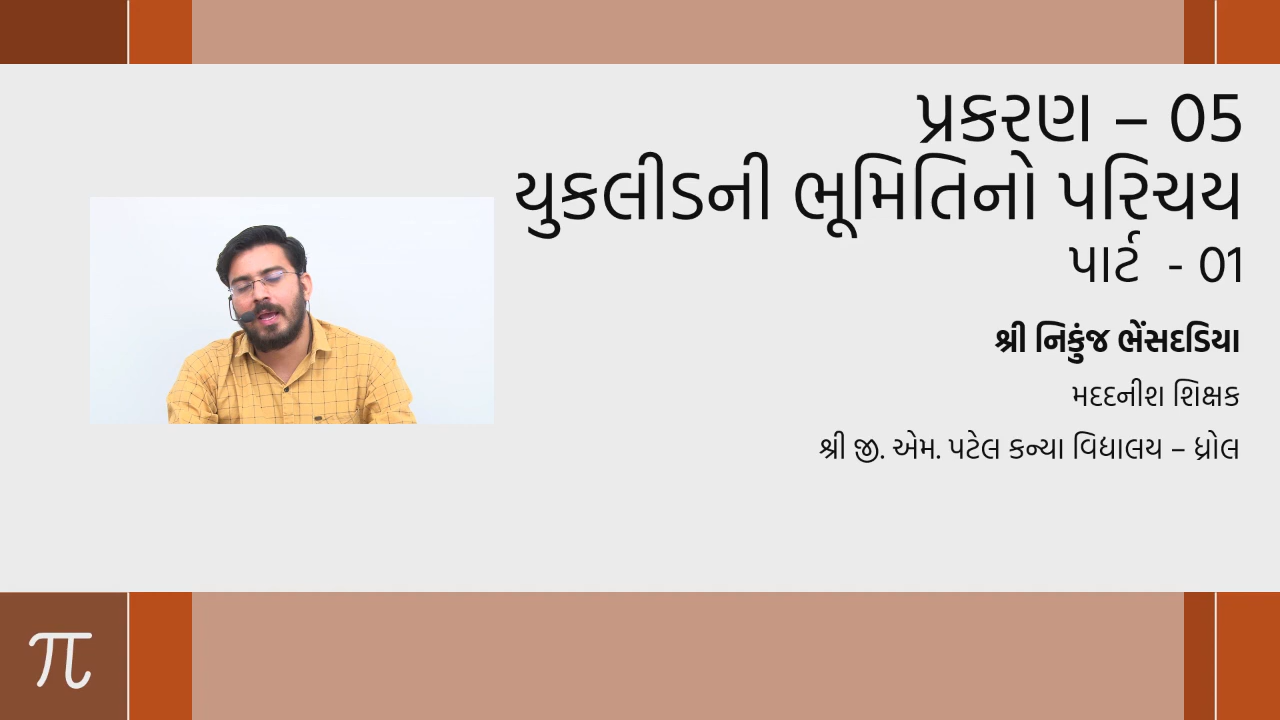 પ્રકરણ – 05
યુકલીડની ભૂમિતિનો પરિચય
પાર્ટ - 01
શ્રી નિકુંજ ભેંસદડિયા
મદદનીશ શિક્ષક
શ્રી જી. એમ. પટેલ કન્યા વિદ્યાલય – ધ્રોલ
π